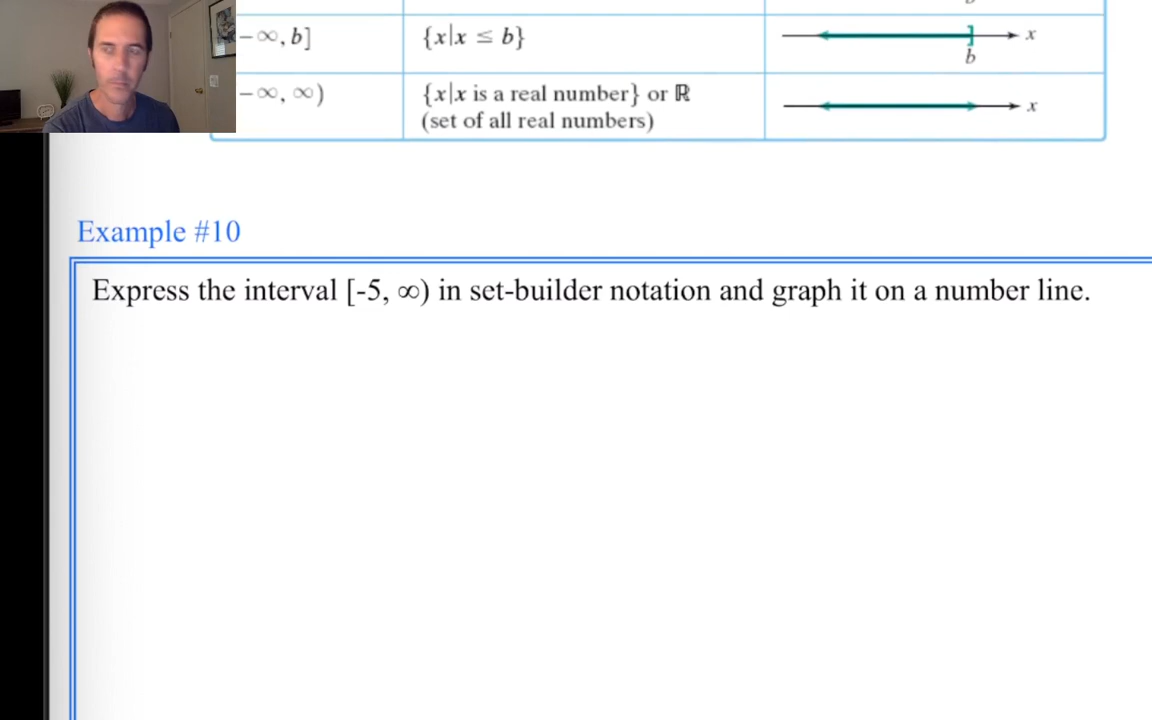 −∞, b] {x|x ≤ b} x
b
−∞, ∞) {x|x is a real number} or ℝ x
(set of all real numbers)
Example #10
Express the interval [-5, ∞) in set-builder notation and graph it on a number line.